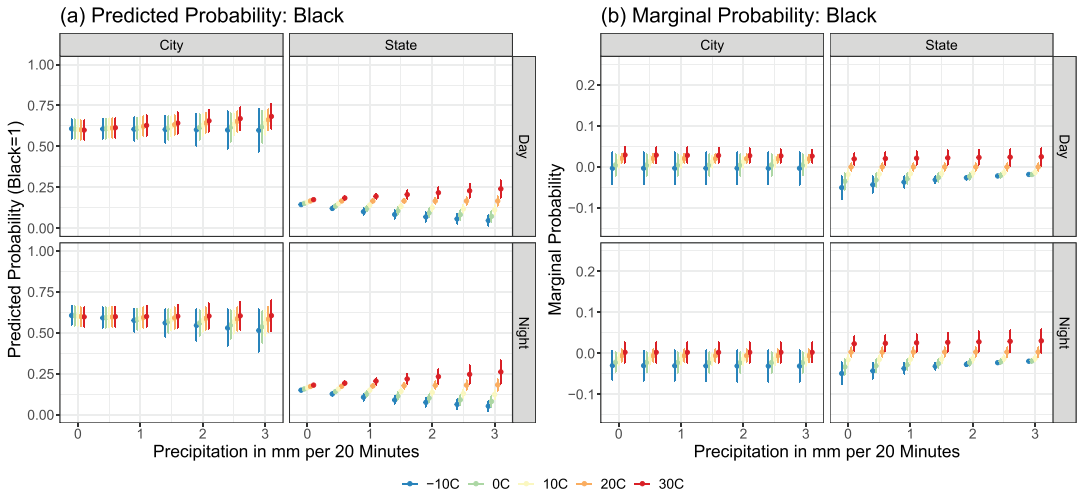 (a) Predicted Probability: Black
City State
1.00
0.75
0.50
0.25
0.00
Day
1.00
0.75
0.50
0.25
0.00
Night
Predicted Probability (Black=1)
0 1 2 3 0 1 2 3
Precipitation in mm per 20 Minutes
(b) Marginal Probability: Black
City State
0.2
0.1
0.0
−0.1
Day
0.2
0.1
0.0
−0.1
Night
Marginal Probability
0 1 2 3 0 1 2 3
Precipitation in mm per 20 Minutes
−10C 0C 10C 20C 30C